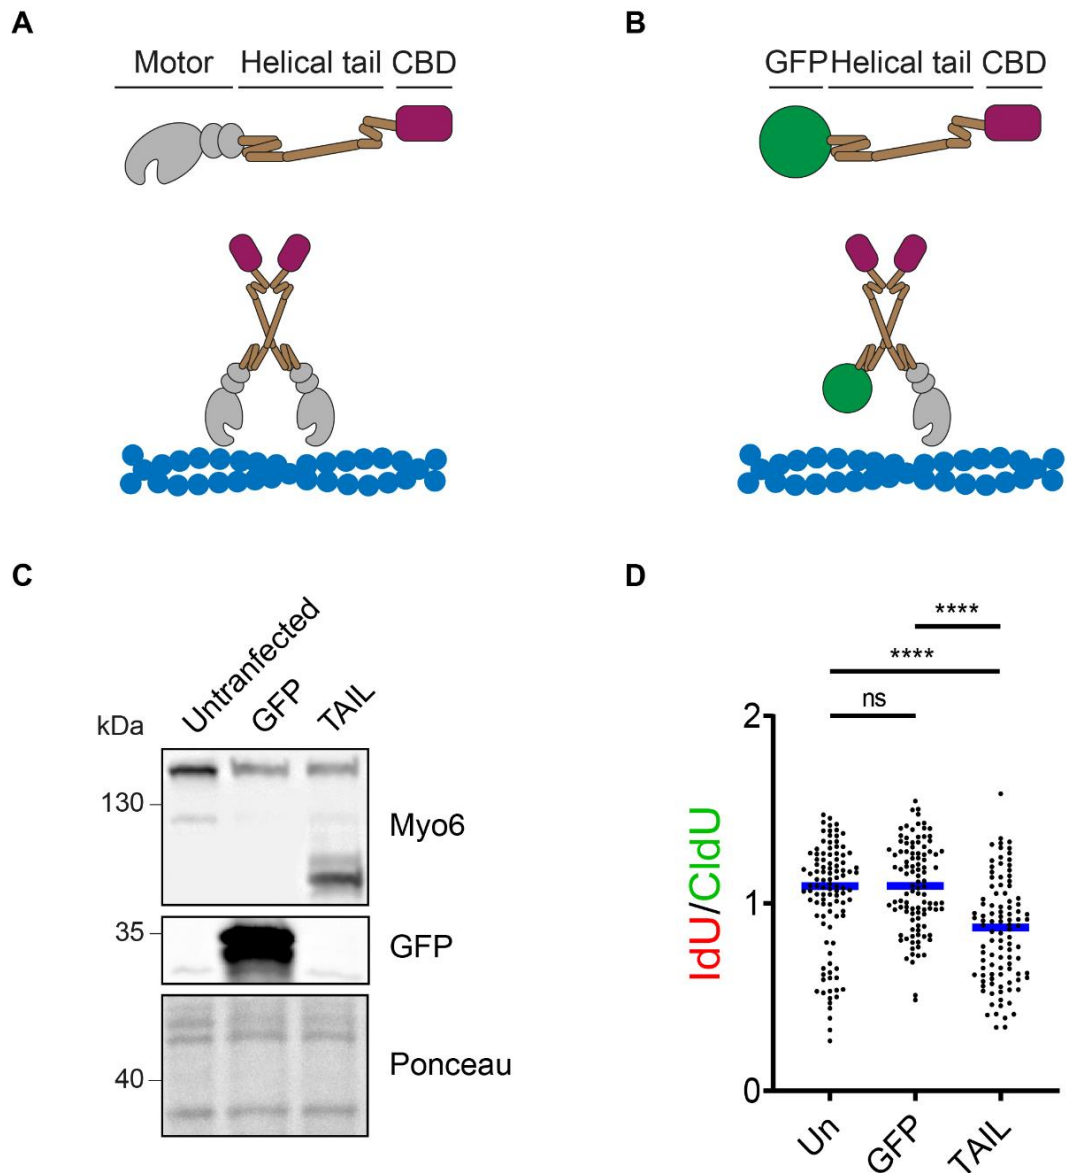 A
Motor Helical tail CBD
B
GFP Helical tail CBD
C
kDa
Untranfected
GFP
TAIL
130
Myo6
35
GFP
40
Ponceau
D
****
****
ns
2
1
0
IdU/CldU
Un
GFP
TAIL